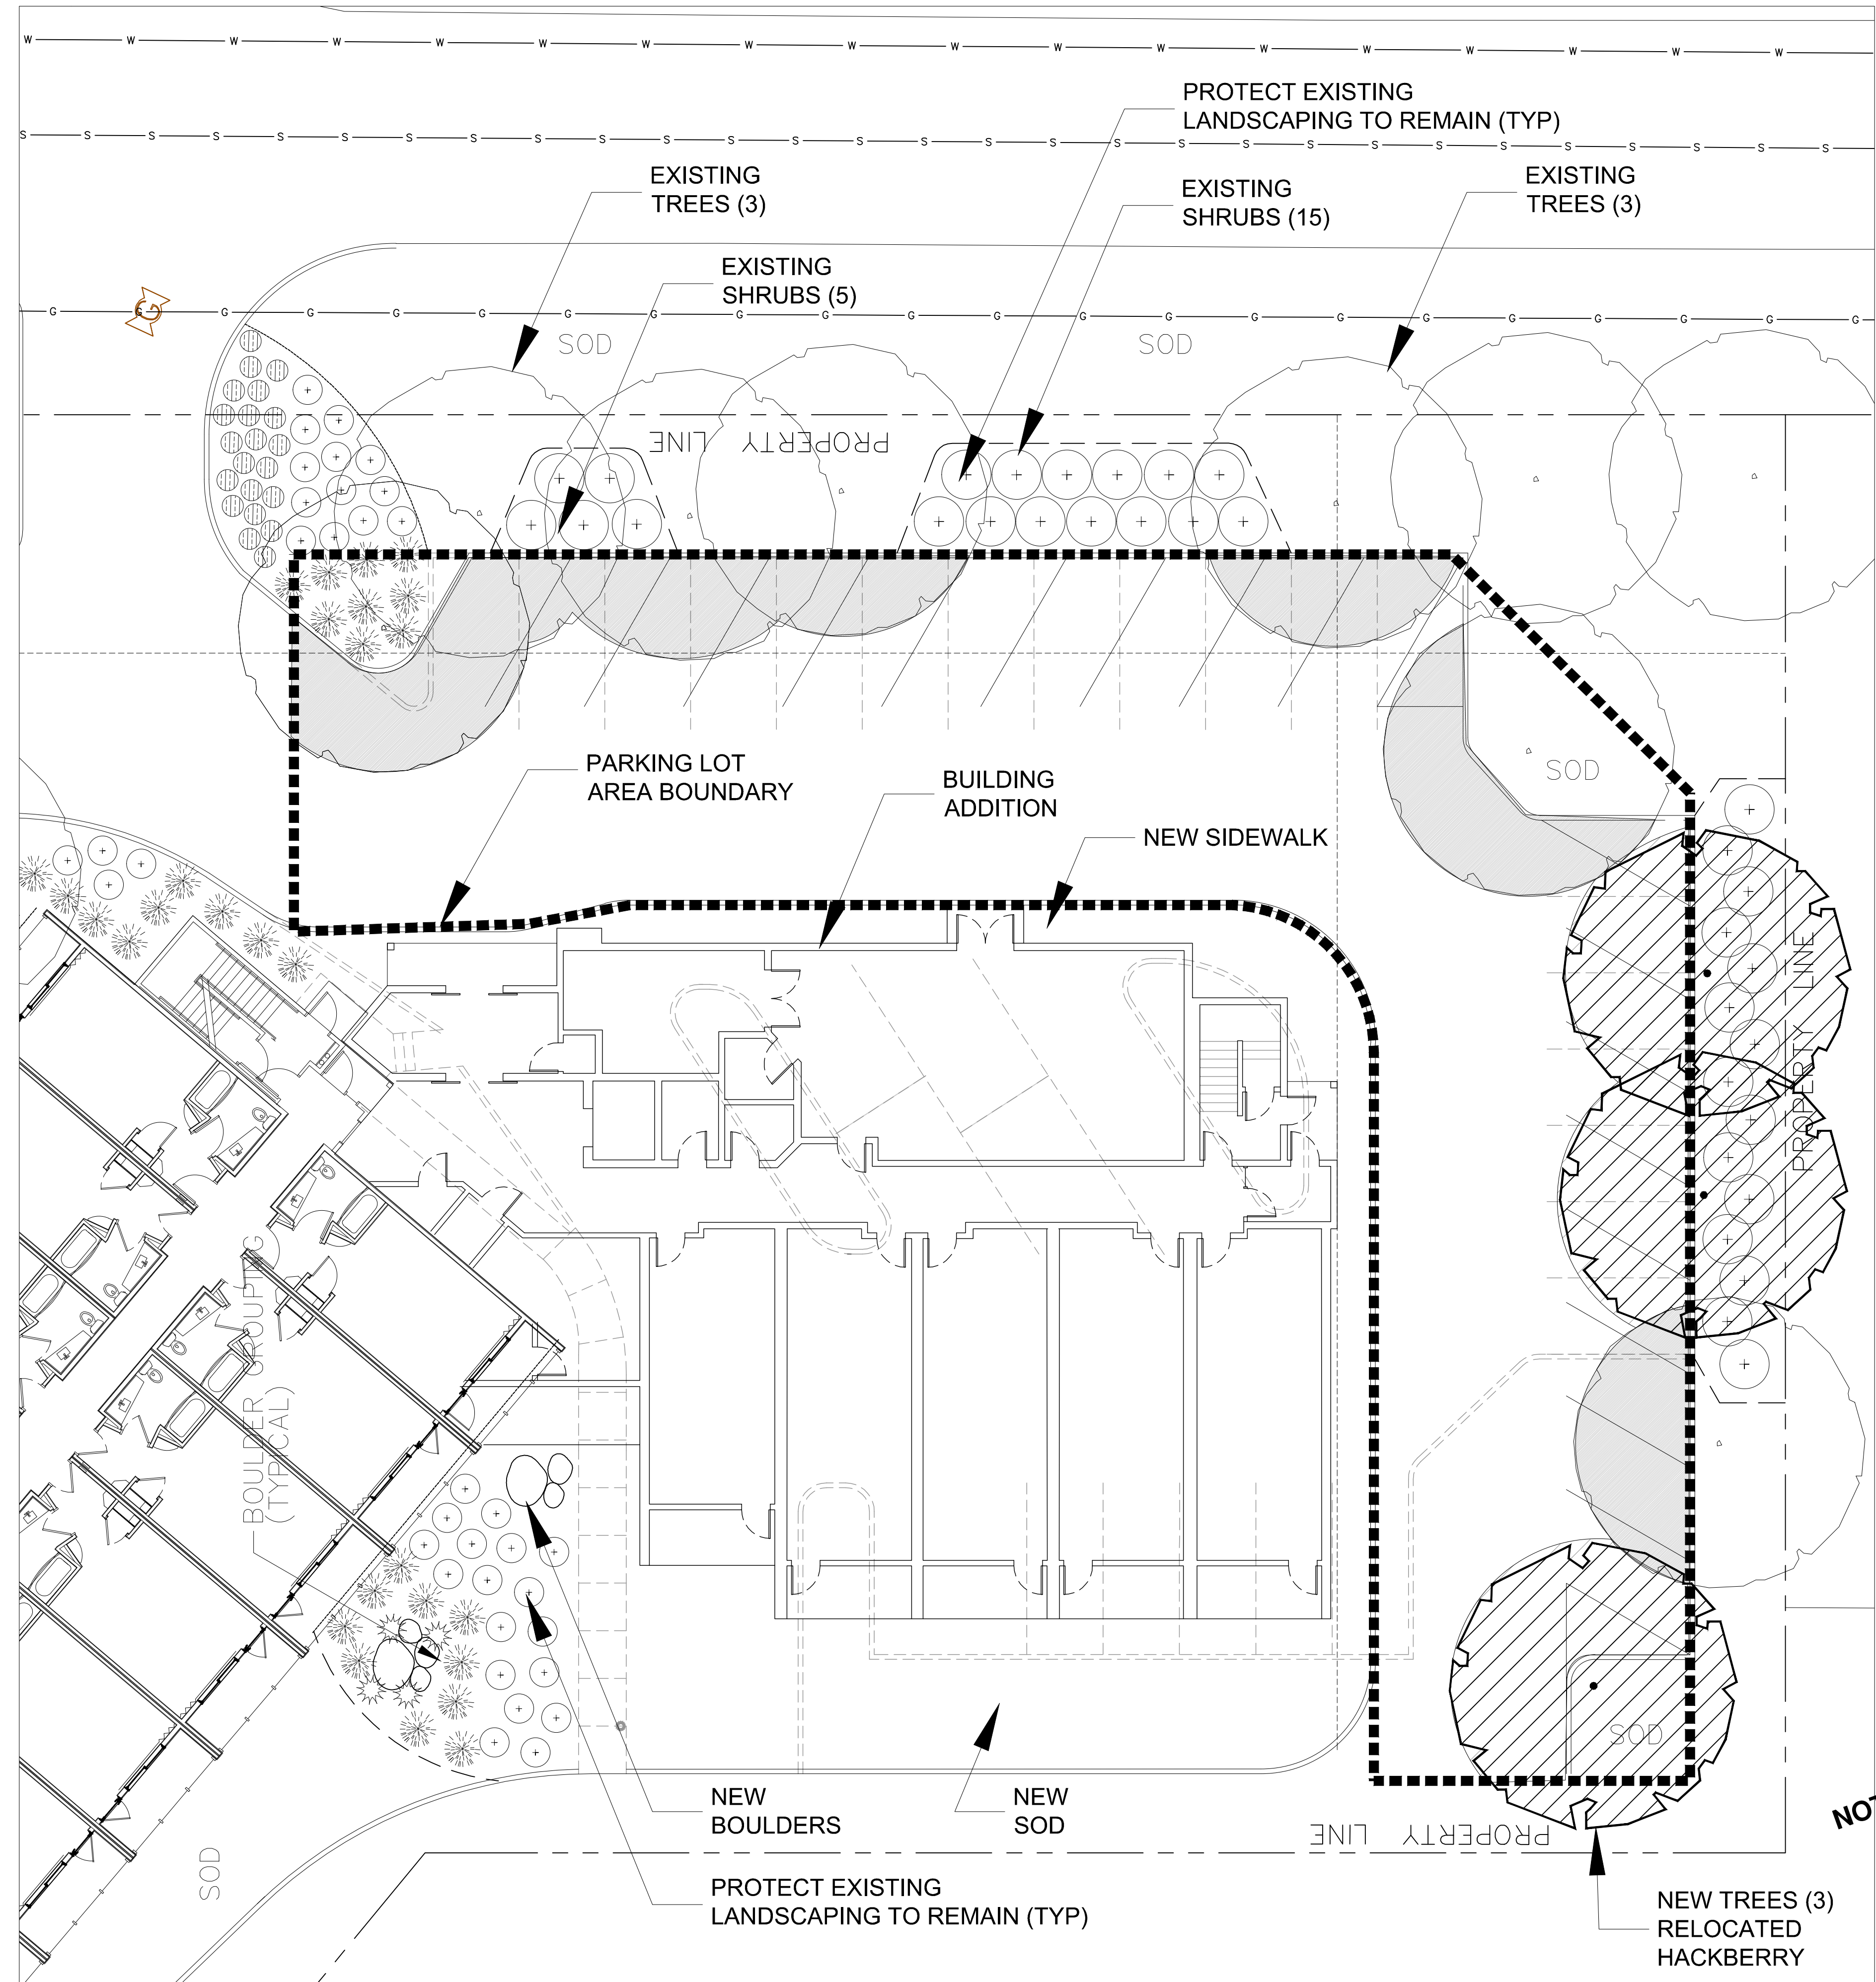 W W W W W W W W W W W W W W W W W W
PROTECT EXISTING
LANDSCAPING TO REMAIN (TYP)
S S S S S S S S S S S S S S S S S S S S S S S S S S S S S
EXISTING
TREES (3)
EXISTING
SHRUBS (15)
EXISTING
TREES (3)
EXISTING
SHRUBS (5)
G
G G G G G G G G G G G G G G G G G G G G G G
SOD
SOD
PROPERTY LINE
PARKING LOT
AREA BOUNDARY
BUILDING
ADDITION
NEW SIDEWALK
SOD
PROPERTY LINE
BOULDER GROUPING
(TYPICAL)
SOD
NEW
BOULDERS
NEW
SOD
PROPERTY LINE
SOD
PROTECT EXISTING
LANDSCAPING TO REMAIN (TYP)
NEW TREES (3)
RELOCATED
HACKBERRY